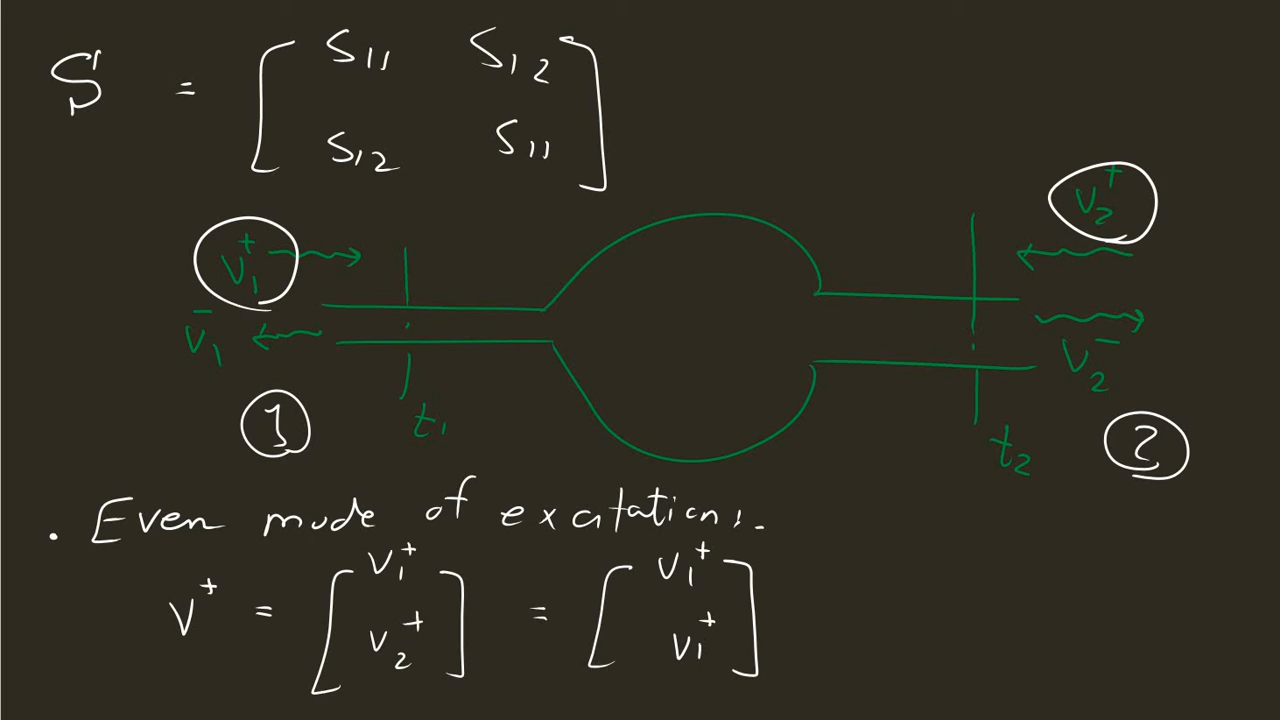 S = [ S11 S12
S12 S11 ]
V1+ V2+
V1- V2-
1 t1 t2 2
. Even mode of excitations.
V+ = [ V1+ V2+ ] = [ V1+ V1+ ]